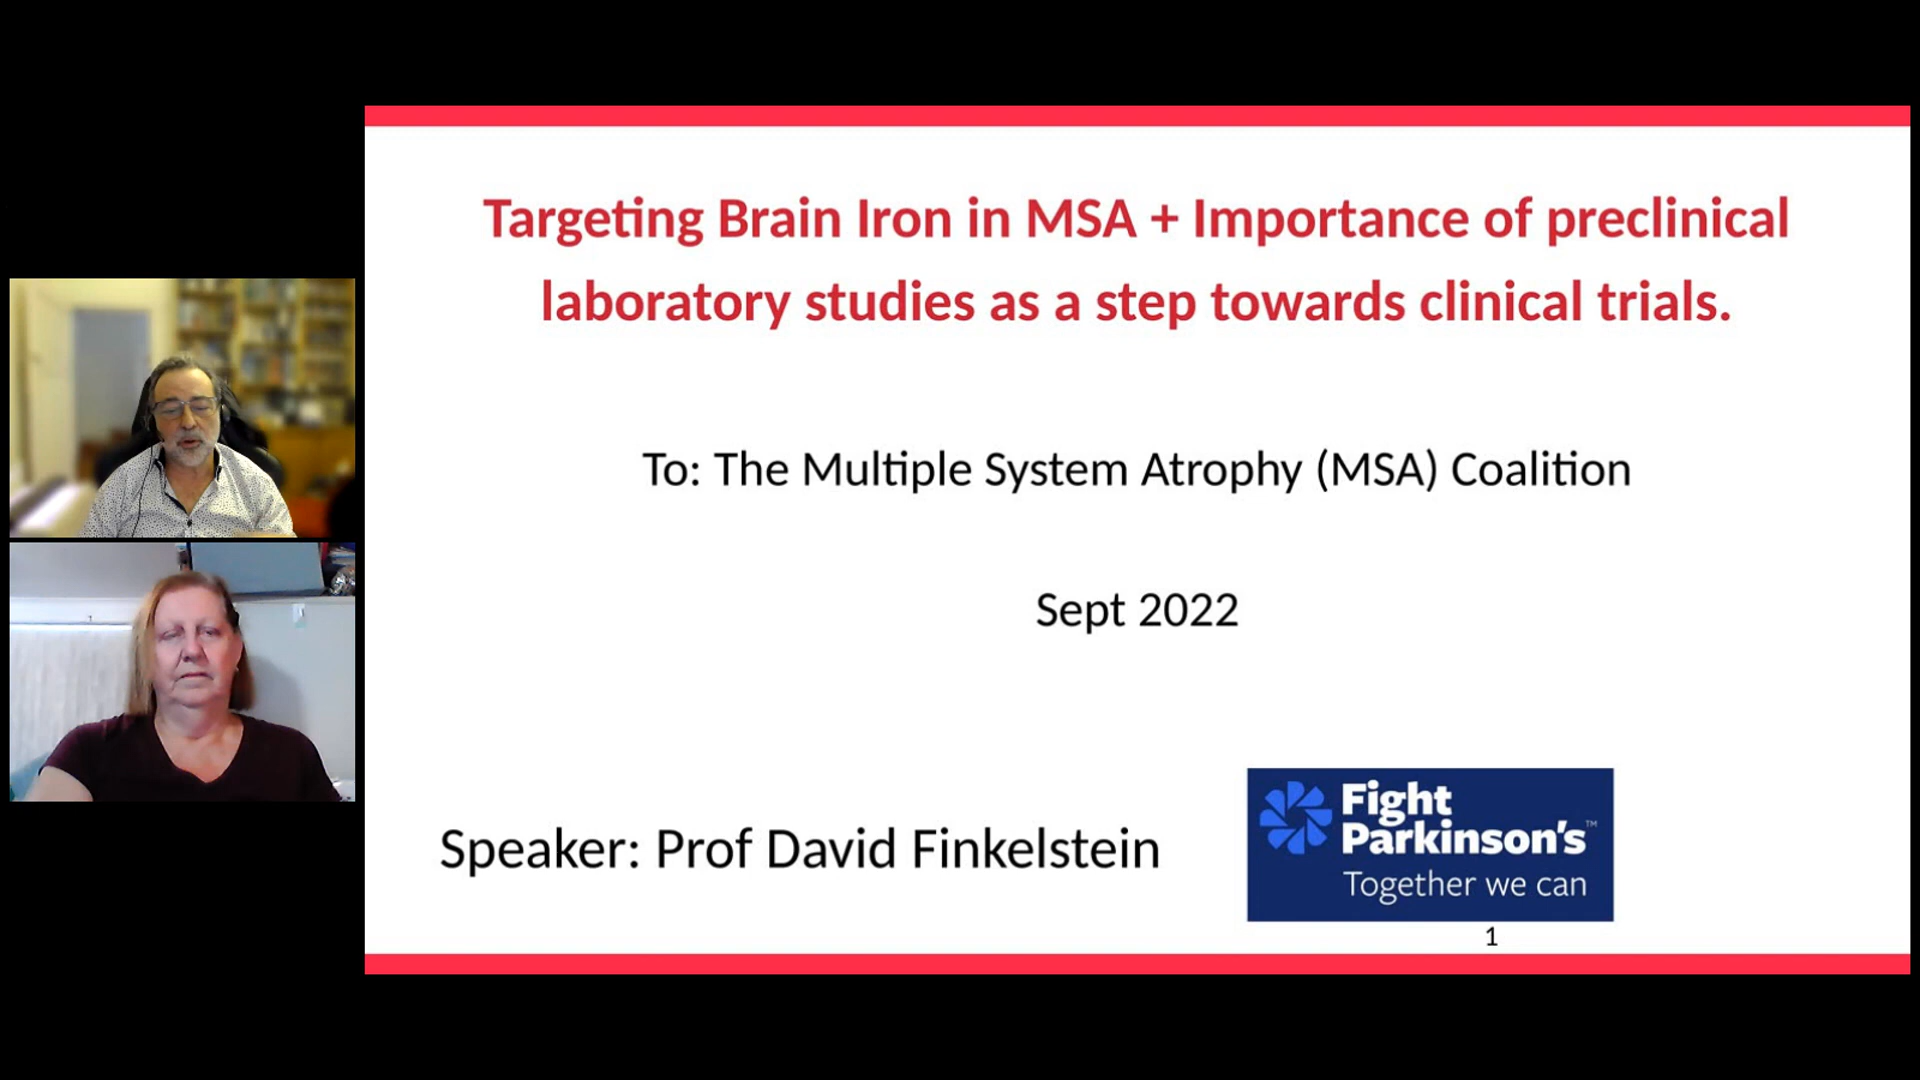 Targeting Brain Iron in MSA + Importance of preclinical
laboratory studies as a step towards clinical trials.
To: The Multiple System Atrophy (MSA) Coalition
Sept 2022
Speaker: Prof David Finkelstein
Fight
Parkinson's™
Together we can
1